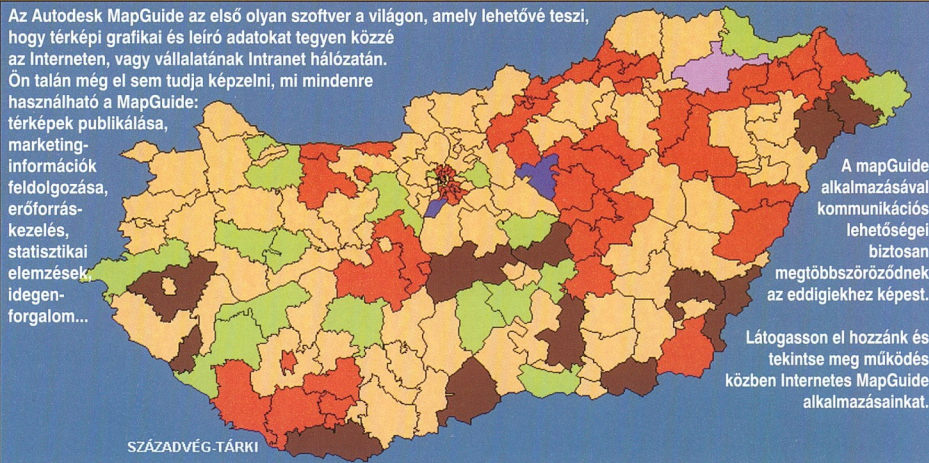 Az Autodesk MapGuide az első olyan szoftver a világon, amely lehetővé teszi,
hogy térképi grafikai és leíró adatokat tegyen közzé
az Interneten, vagy vállalatának Intranet hálózatán.
Ön talán még el sem tudja képzelni, mi mindenre
használható a MapGuide:
térképek publikálása,
marketing-
információk
feldolgozása,
erőforrás-
kezelés,
statisztikai
elemzések,
idegen-
forgalom...
A mapGuide
alkalmazásával
kommunikációs
lehetőségei
biztosan
megtöbbszöröződnek
az eddigiekhez képest.
Látogasson el hozzánk és
tekintse meg működés
közben Internetes MapGuide
alkalmazásainkat.
SZÁZADVÉG-TÁRKI